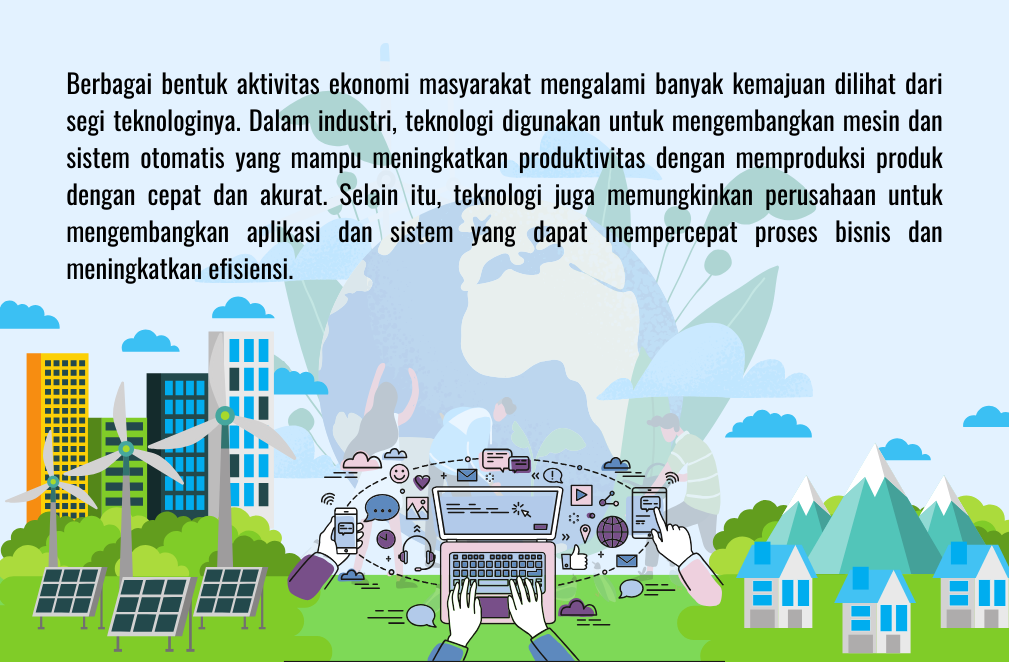 Berbagai bentuk aktivitas ekonomi masyarakat mengalami banyak kemajuan dilihat dari
segi teknologinya. Dalam industri, teknologi digunakan untuk mengembangkan mesin dan
sistem otomatis yang mampu meningkatkan produktivitas dengan memproduksi produk
dengan cepat dan akurat. Selain itu, teknologi juga memungkinkan perusahaan untuk
mengembangkan aplikasi dan sistem yang dapat mempercepat proses bisnis dan
meningkatkan efisiensi.